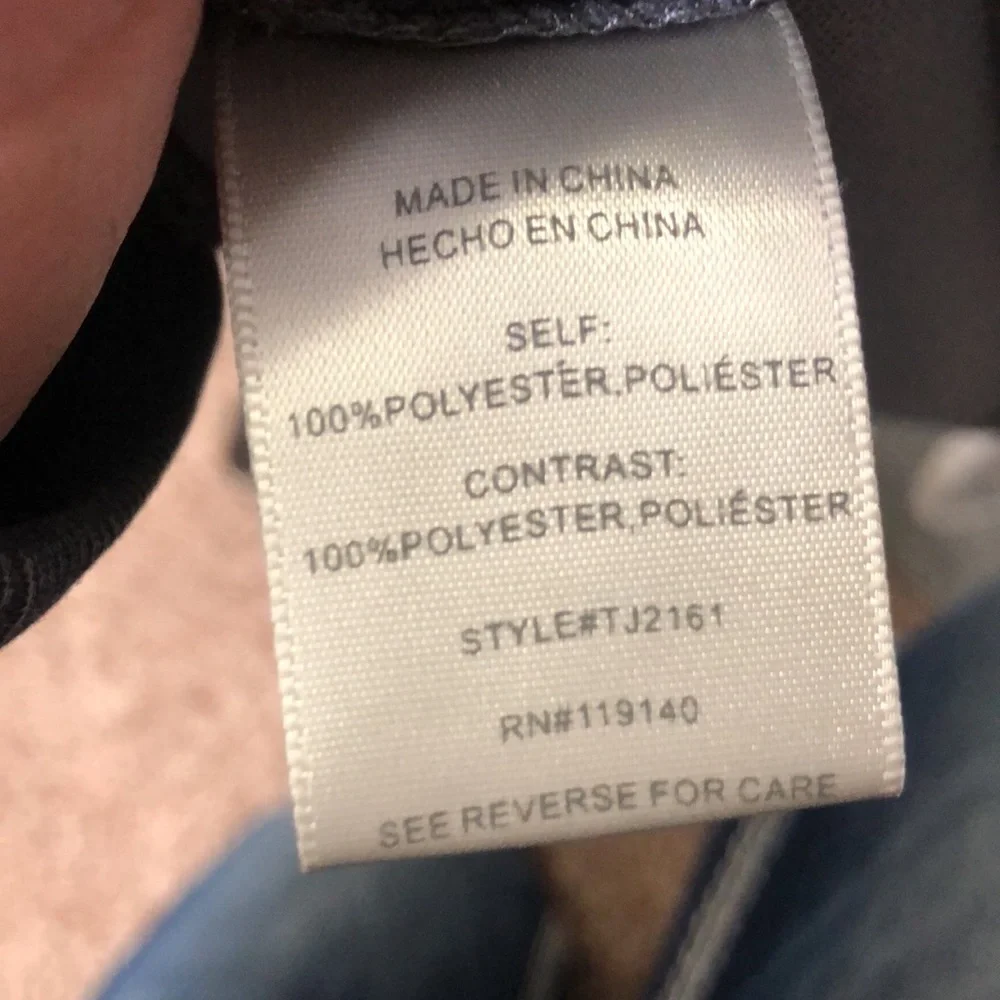 MADE IN CHINA
HECHO EN CHINA
SELF:
100%POLYESTER,POLIÉSTER
CONTRAST:
100%POLYESTER,POLIÉSTER
STYLE#TJ2161
RN#119140
SEE REVERSE FOR CARE